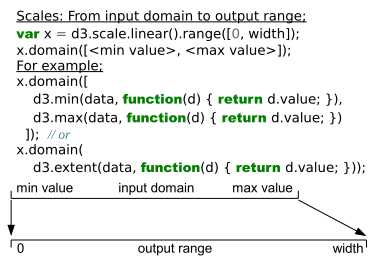 Scales: From input domain to output range;
var x = d3.scale.linear().range([0, width]);
x.domain([<min value>, <max value>]);
For example;
x.domain([
d3.min(data, function(d) { return d.value; }),
d3.max(data, function(d) { return d.value; })
]); // or
x.domain(
d3.extent(data, function(d) { return d.value; }));
min value input domain max value
0 output range width